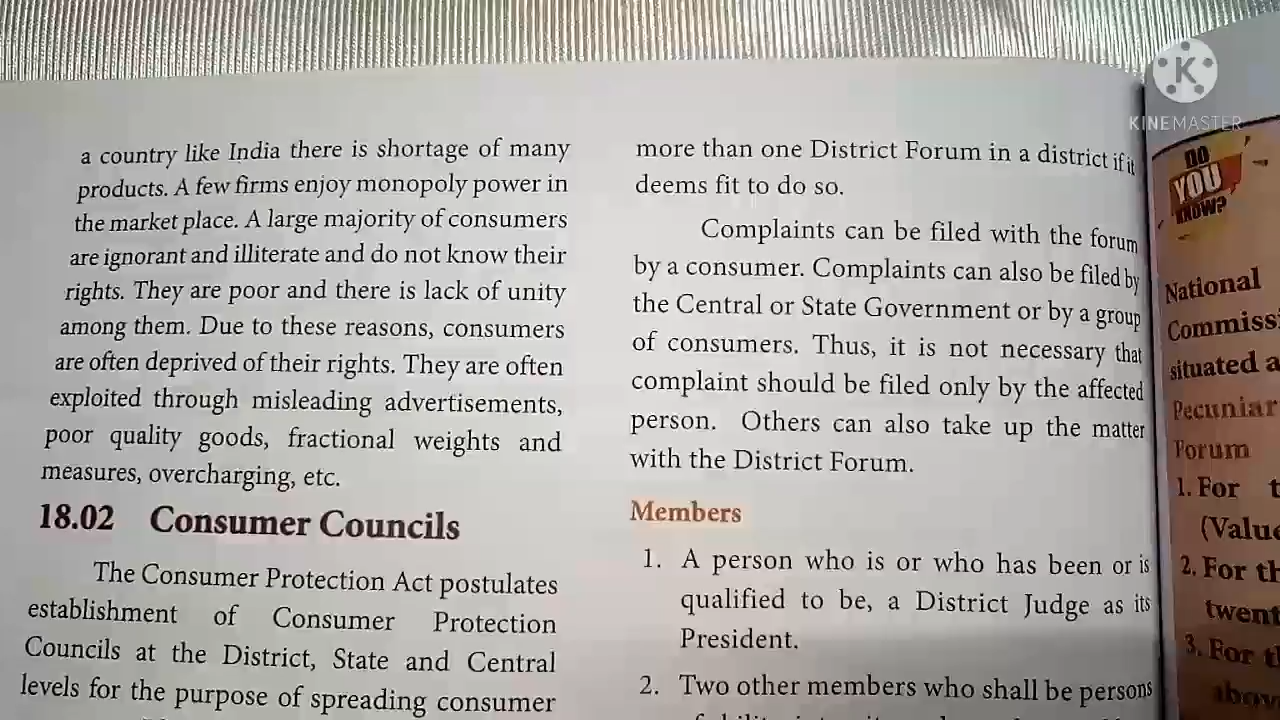 a country like India there is shortage of many
products. A few firms enjoy monopoly power in
the market place. A large majority of consumers
are ignorant and illiterate and do not know their
rights. They are poor and there is lack of unity
among them. Due to these reasons, consumers
are often deprived of their rights. They are often
exploited through misleading advertisements,
poor quality goods, fractional weights and
measures, overcharging, etc.
18.02 Consumer Councils
The Consumer Protection Act postulates
establishment of Consumer Protection
Councils at the District, State and Central
levels for the purpose of spreading consumer
more than one District Forum in a district if it
deems fit to do so.
Complaints can be filed with the forum
by a consumer. Complaints can also be filed by
the Central or State Government or by a group
of consumers. Thus, it is not necessary that
complaint should be filed only by the affected
person. Others can also take up the matter
with the District Forum.
Members
1. A person who is or who has been or is
qualified to be, a District Judge as its
President.
2. Two other members who shall be persons
K
KINEMASTER
DO
YOU
KNOW?
National
Commissi
situated a
Pecuniar
Forum
1. For t
(Value
2. For th
twent
3. For th
abov